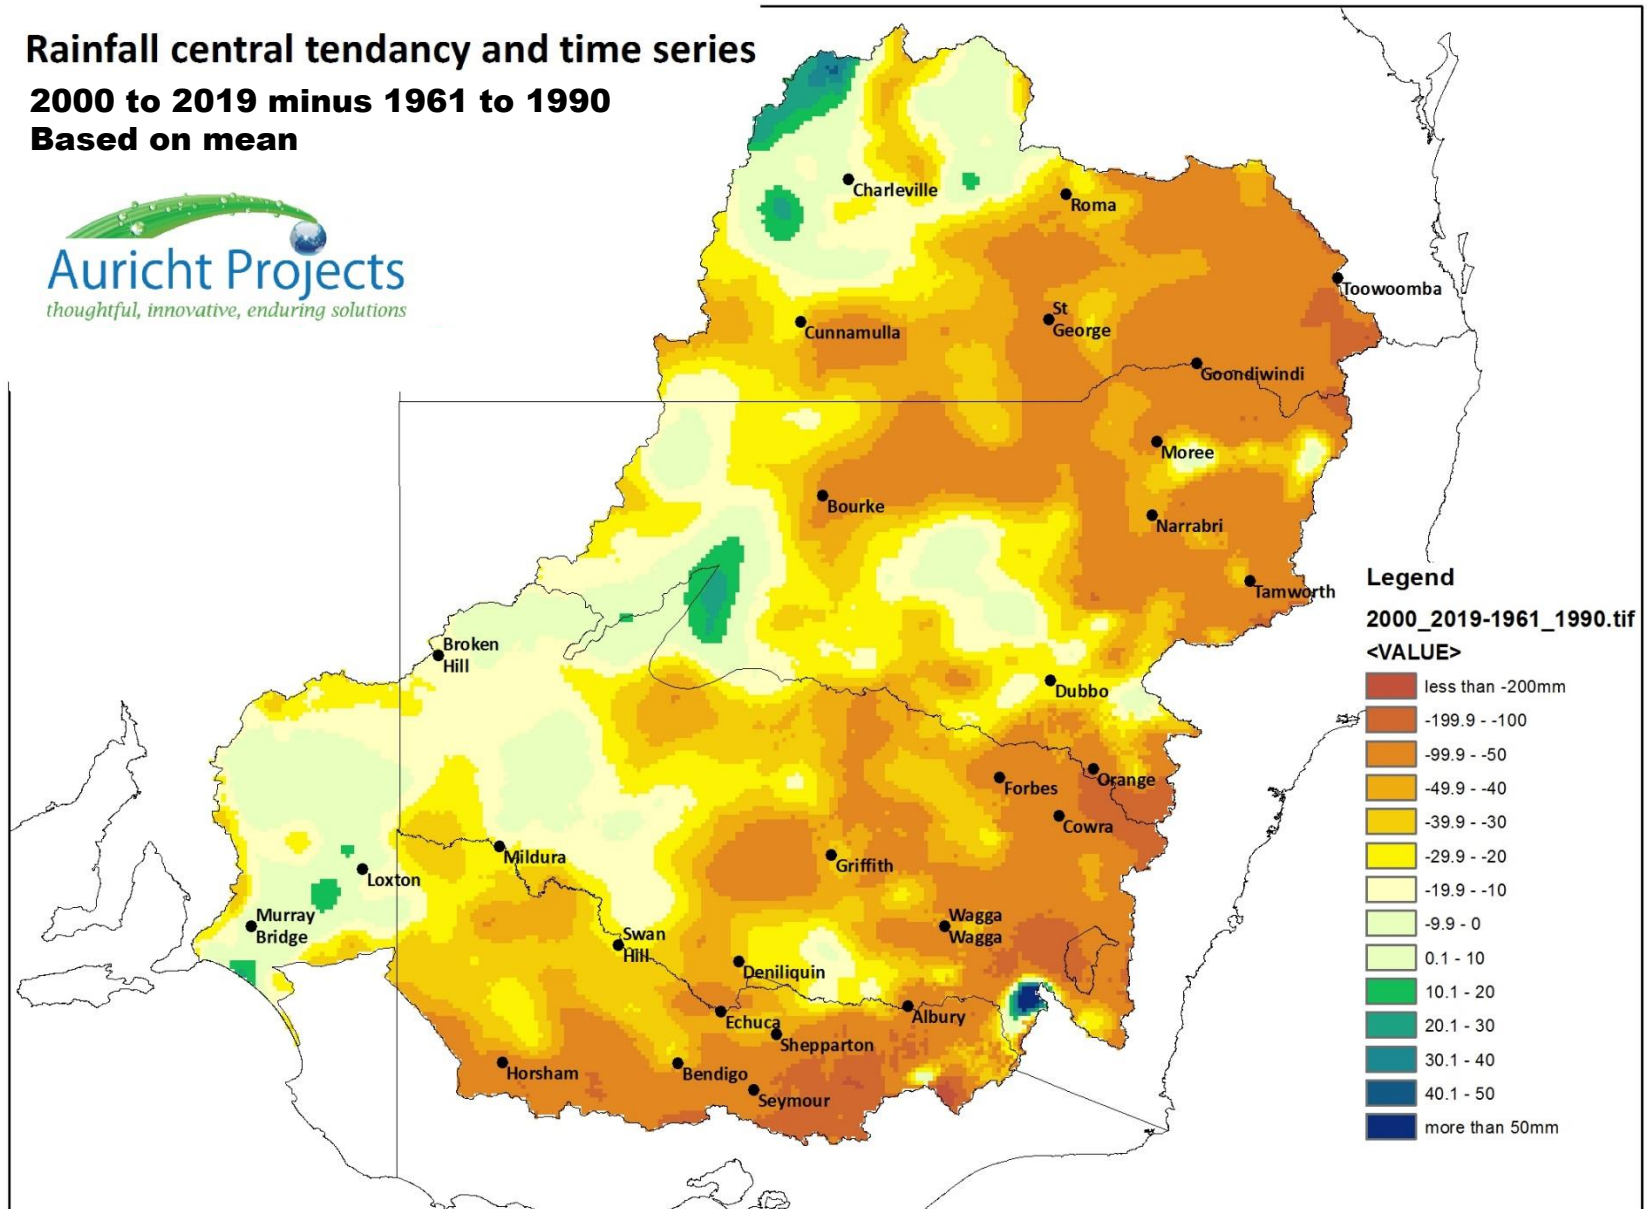 Rainfall central tendancy and time series
2000 to 2019 minus 1961 to 1990
Based on mean
Auricht Projects
thoughtful, innovative, enduring solutions
Charleville
Roma
Toowoomba
St
George
Cunnamulla
Goondiwindi
Moree
Bourke
Narrabri
Tamworth
Broken
Hill
Dubbo
Orange
Forbes
Cowra
Mildura
Griffith
Loxton
Murray
Bridge
Wagga
Wagga
Swan
Hill
Deniliquin
Albury
Echuca
Shepparton
Horsham
Bendigo
Seymour
Legend
2000_2019-1961_1990.tif
<VALUE>
less than -200mm
-199.9 - -100
-99.9 - -50
-49.9 - -40
-39.9 - -30
-29.9 - -20
-19.9 - -10
-9.9 - 0
0.1 - 10
10.1 - 20
20.1 - 30
30.1 - 40
40.1 - 50
more than 50mm